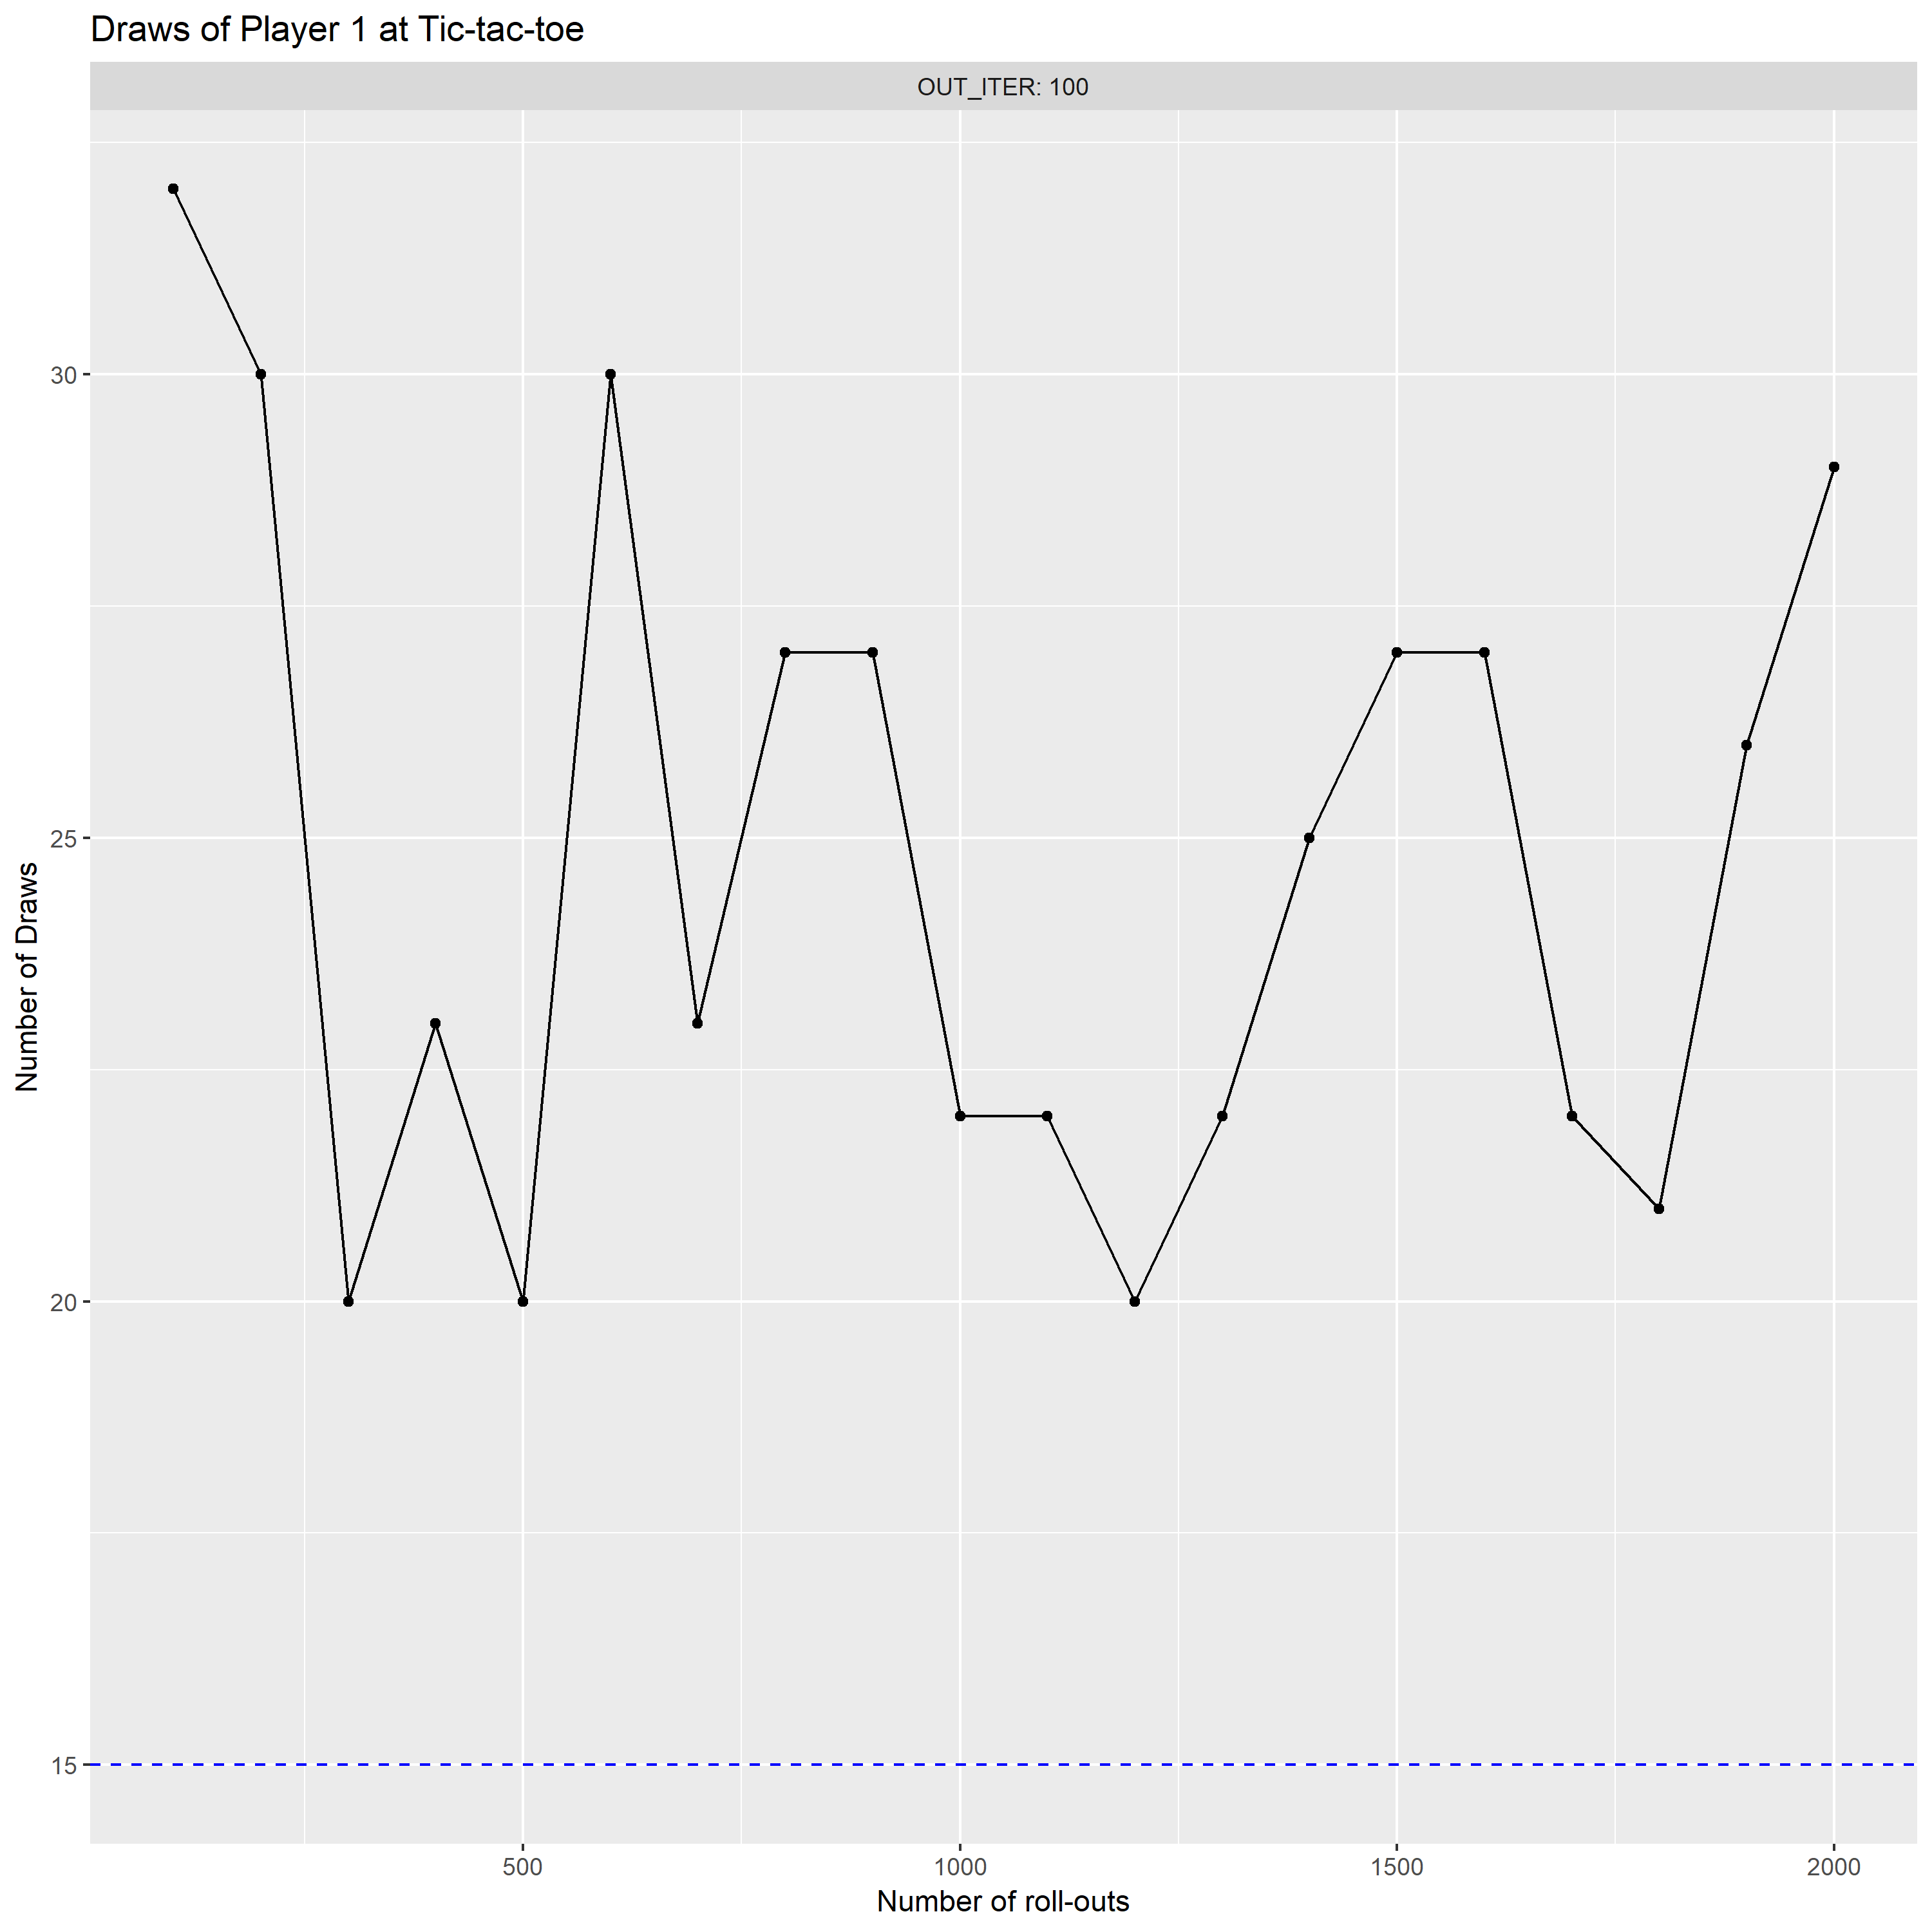 Draws of Player 1 at Tic-tac-toe
OUT_ITER: 100
30
25
20
15
Number of Draws
500 1000 1500 2000
Number of roll-outs